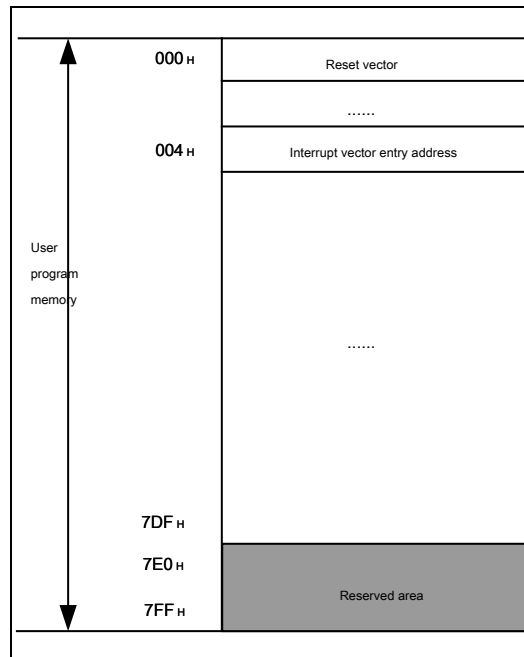 000 H
Reset vector
......
004 H
Interrupt vector entry address
User
program
memory
......
7DF H
7E0 H
Reserved area
7FF H